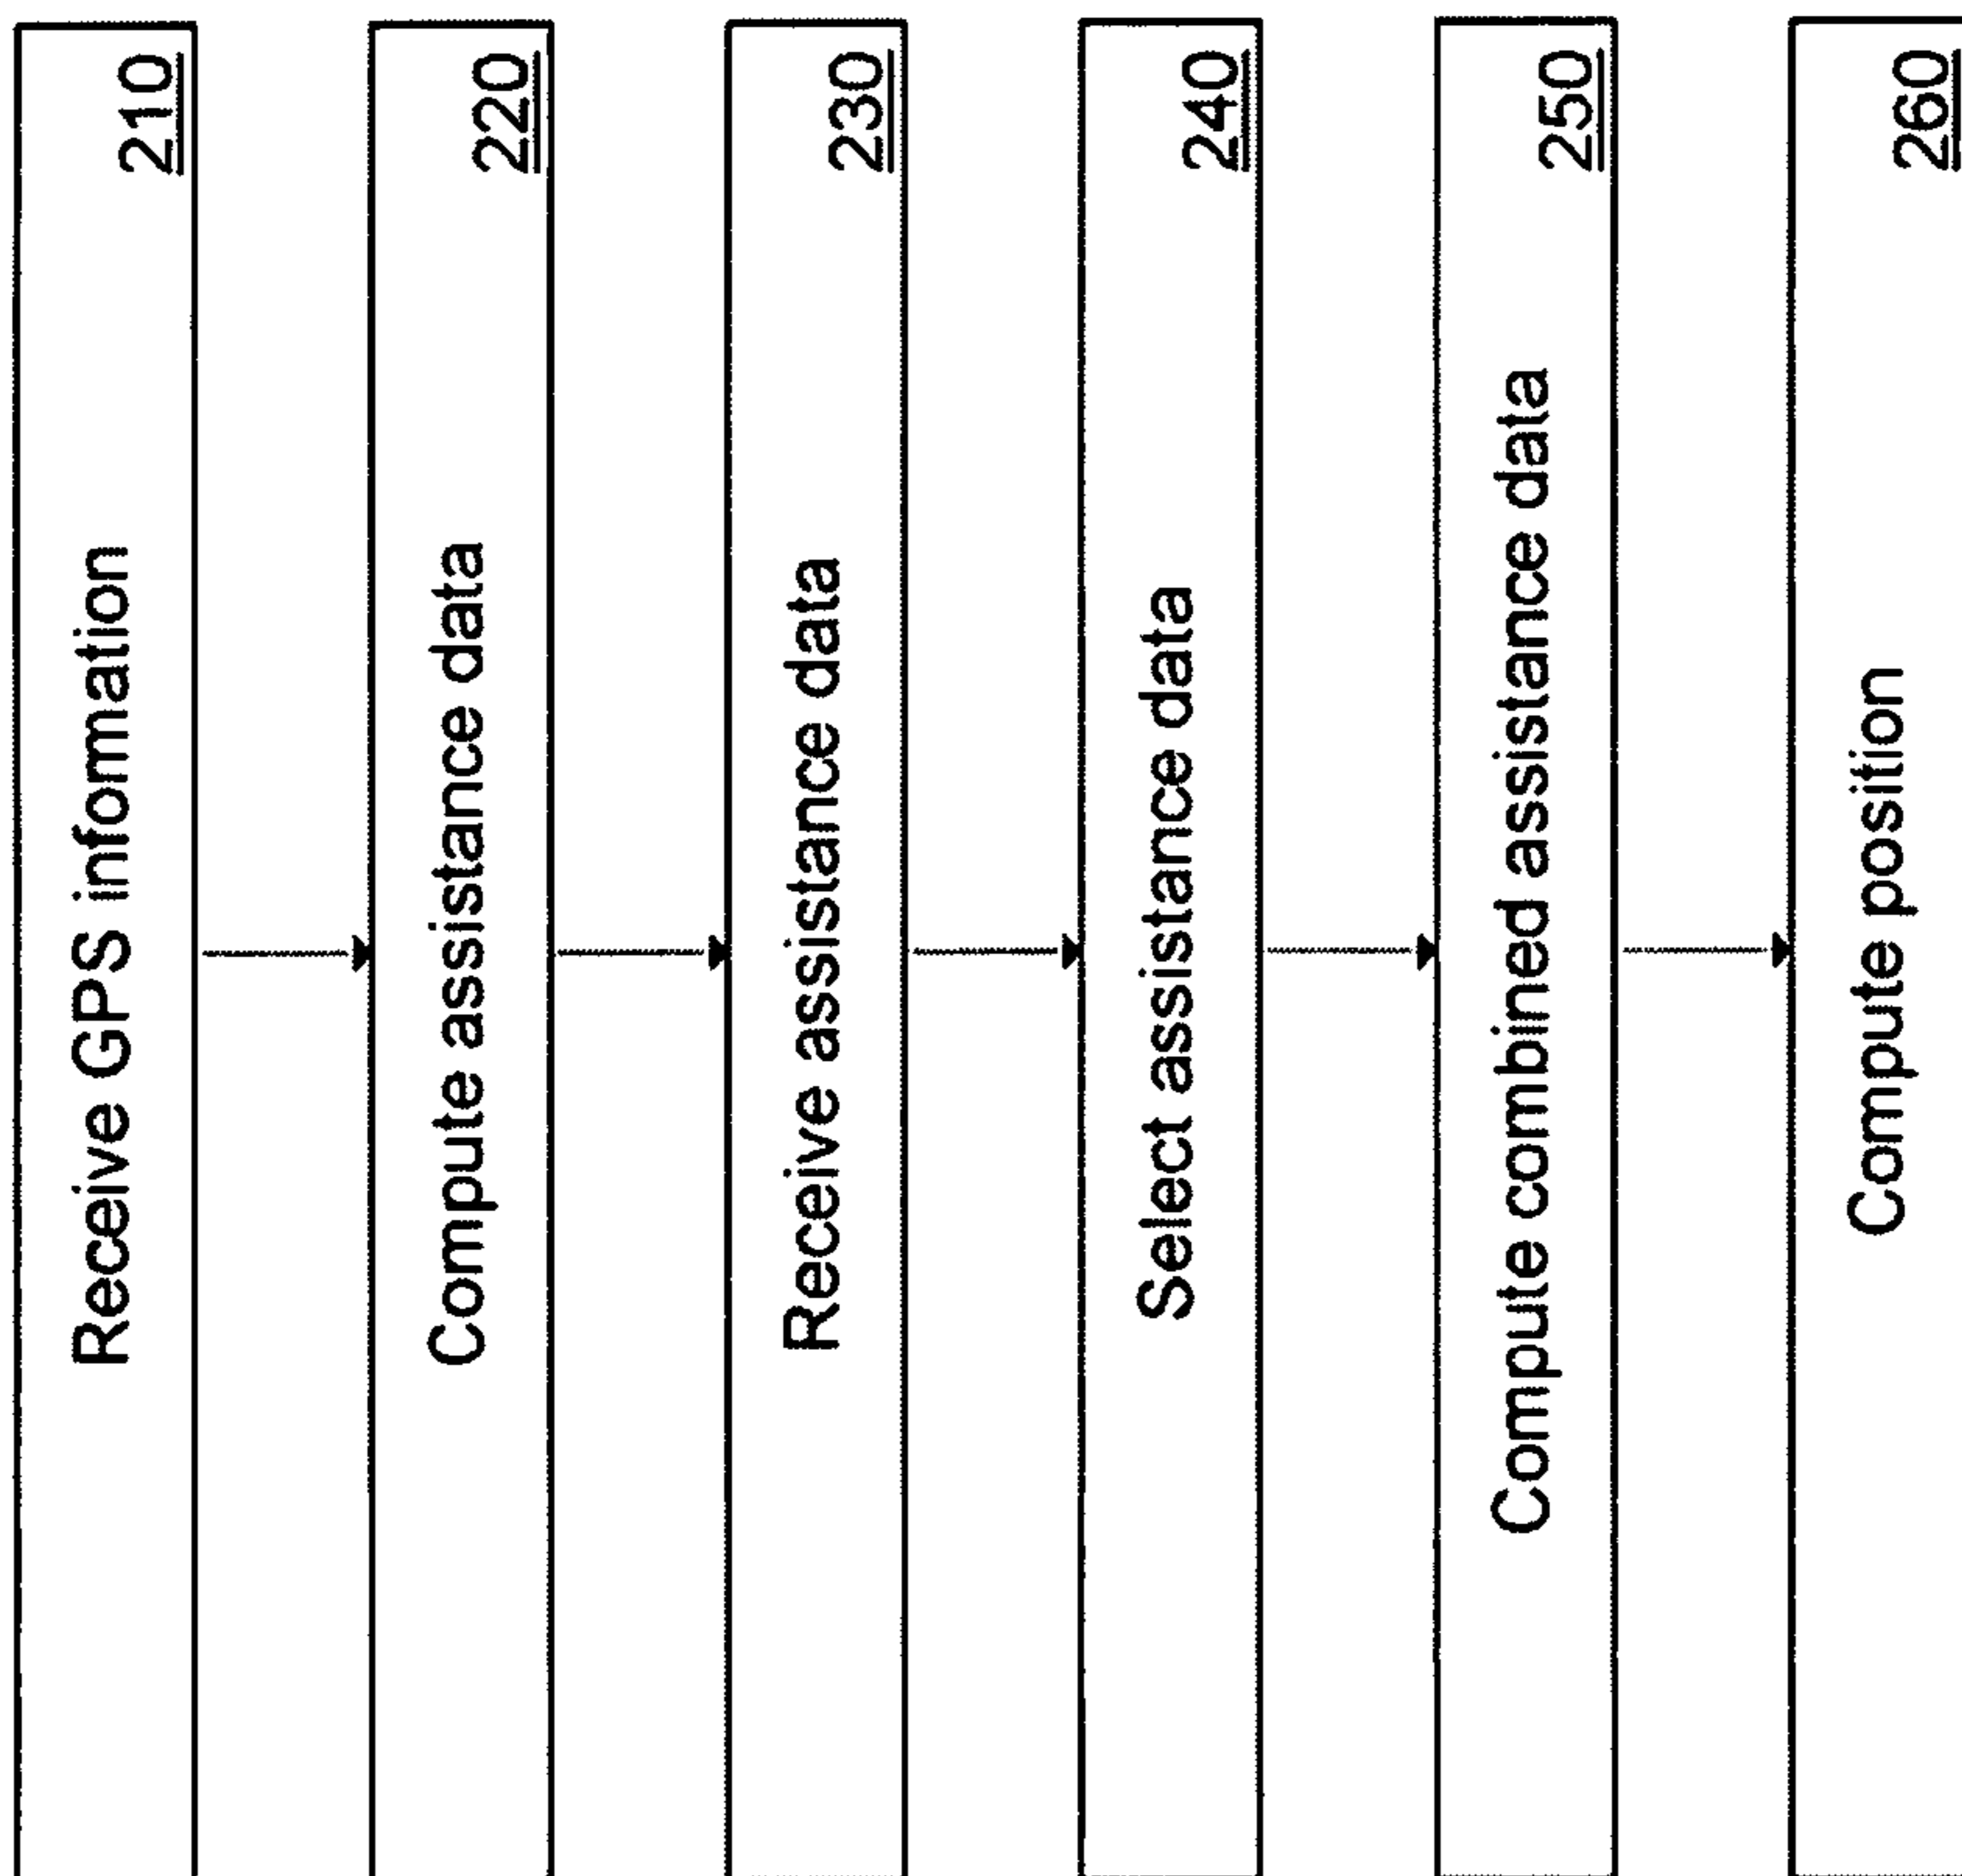 Receive GPS infomation
210
Compute assistance data
220
Receive assistance data
230
Select assistance data
240
Compute combined assistance data
250
Compute position
260